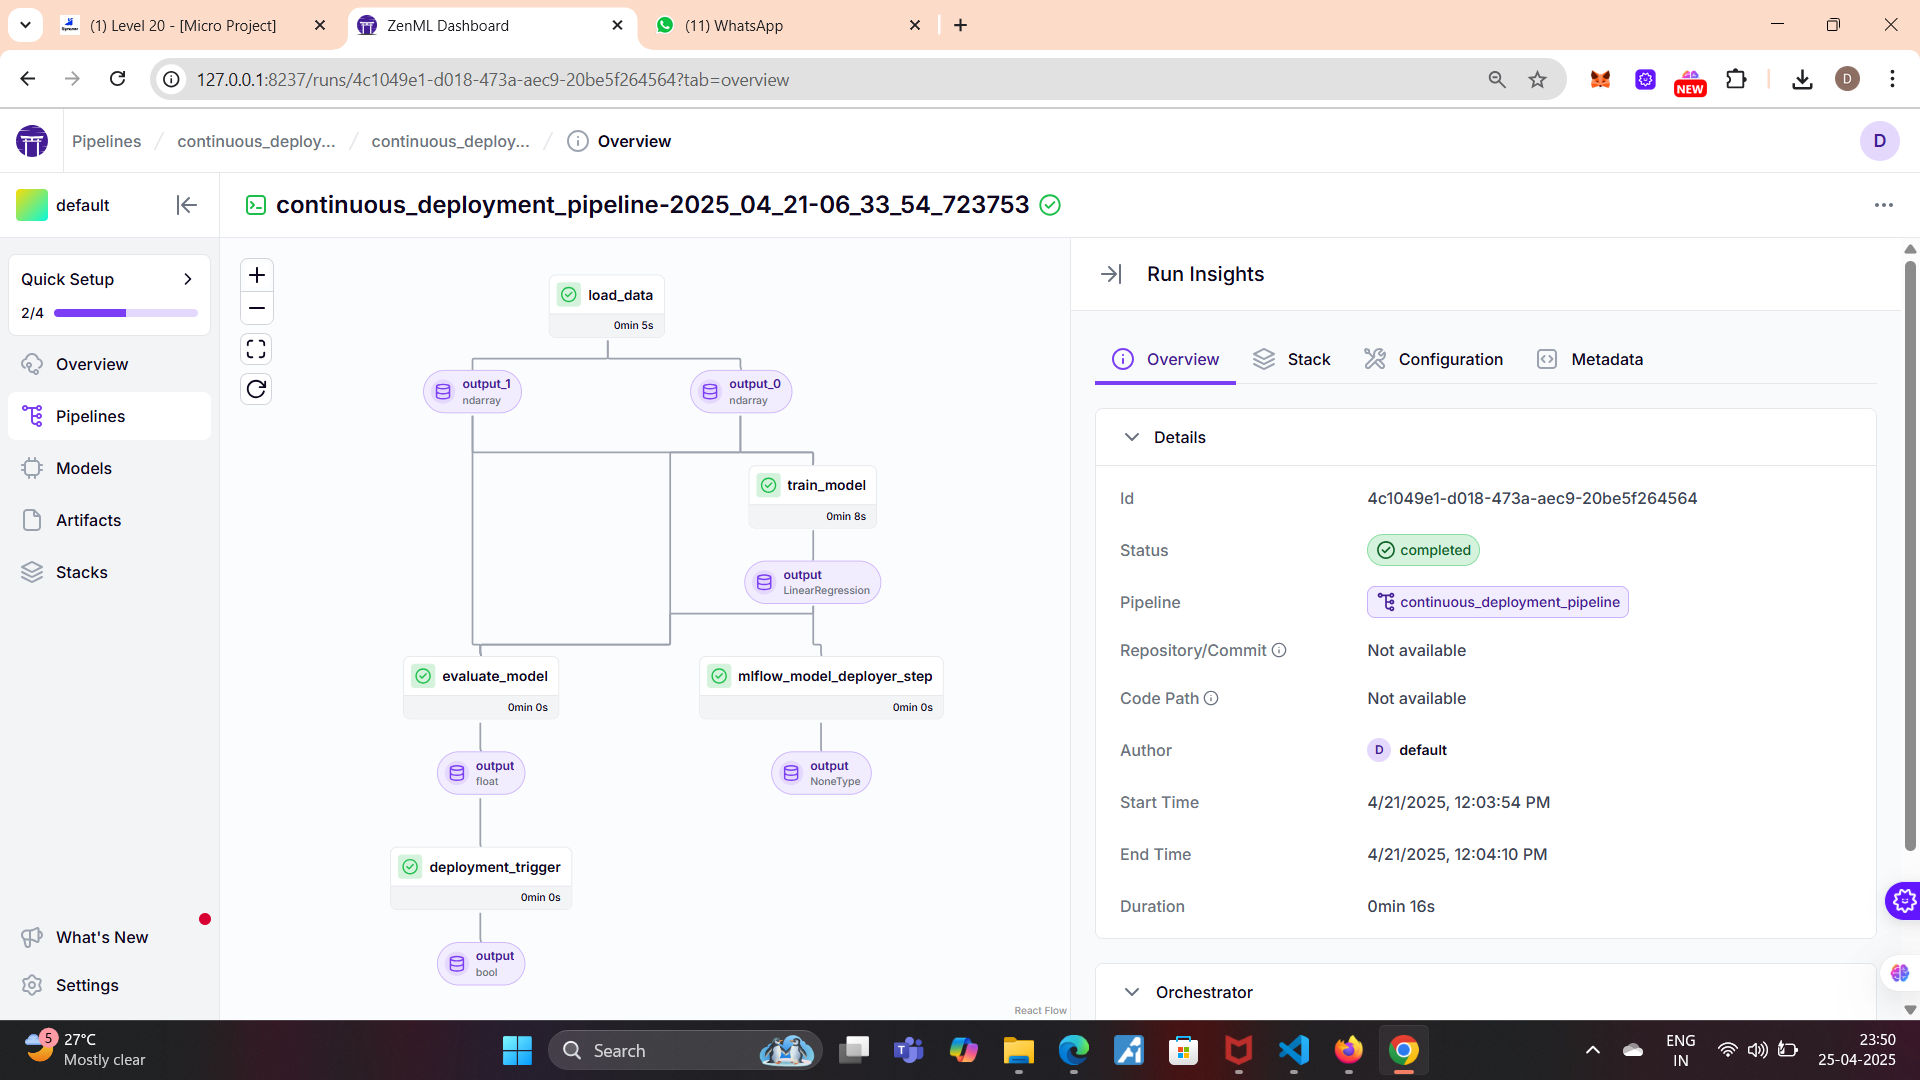 (1) Level 20 - [Micro Project]
ZenML Dashboard
(11) WhatsApp
127.0.0.1:8237/runs/4c1049e1-d018-473a-aec9-20be5f264564?tab=overview
NEW
D
Pipelines / continuous_deploy... / continuous_deploy... / Overview
D
default
continuous_deployment_pipeline-2025_04_21-06_33_54_723753
Quick Setup
2/4
Overview
Pipelines
Models
Artifacts
Stacks
What's New
Settings
load_data
0min 5s
output_1
ndarray
output_0
ndarray
train_model
0min 8s
output
LinearRegression
evaluate_model
0min 0s
mlflow_model_deployer_step
0min 0s
output
float
output
NoneType
deployment_trigger
0min 0s
output
bool
React Flow
Run Insights
Overview
Stack
Configuration
Metadata
Details
Id 4c1049e1-d018-473a-aec9-20be5f264564
Status completed
Pipeline continuous_deployment_pipeline
Repository/Commit Not available
Code Path Not available
Author D default
Start Time 4/21/2025, 12:03:54 PM
End Time 4/21/2025, 12:04:10 PM
Duration 0min 16s
Orchestrator
5
27°C
Mostly clear
Search
ENG
IN
23:50
25-04-2025